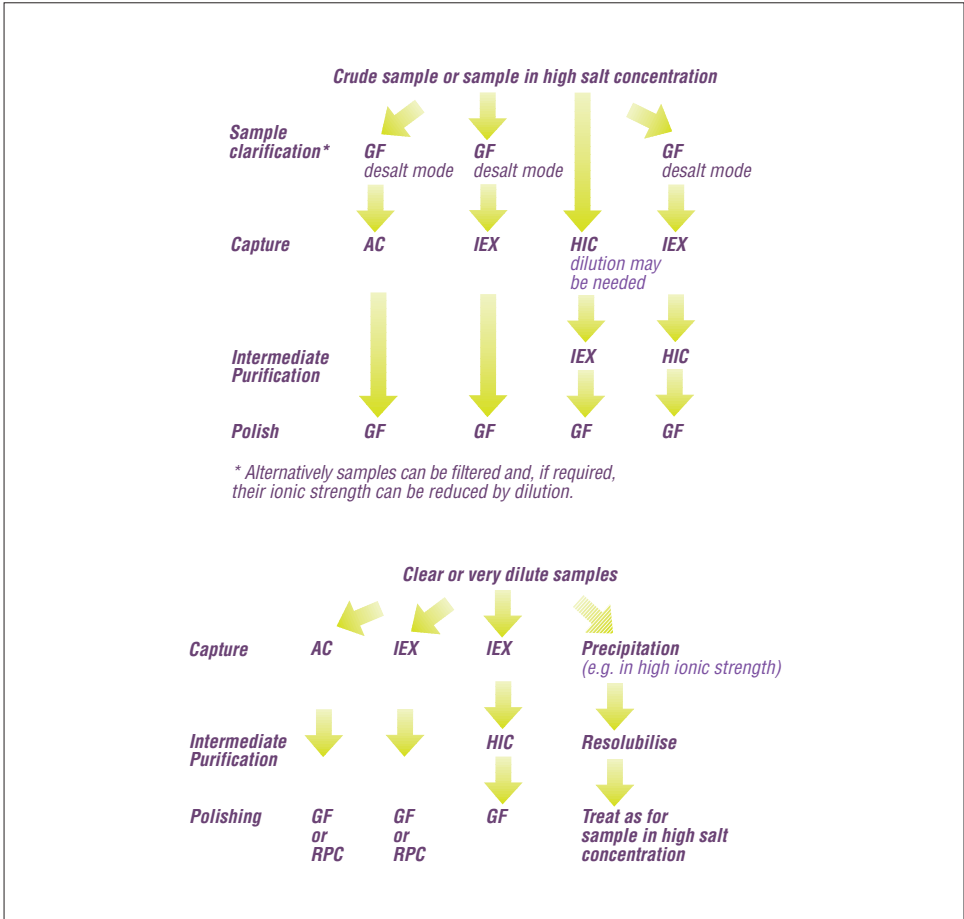 Crude sample or sample in high salt concentration
Sample
clarification*
GF
desalt mode
GF
desalt mode
GF
desalt mode
Capture
AC
IEX
HIC
dilution may
be needed
IEX
Intermediate
Purification
IEX
HIC
Polish
GF
GF
GF
GF
* Alternatively samples can be filtered and, if required,
their ionic strength can be reduced by dilution.
Clear or very dilute samples
Capture
AC
IEX
IEX
Precipitation
(e.g. in high ionic strength)
Intermediate
Purification
HIC
Resolubilise
Polishing
GF
or
RPC
GF
or
RPC
GF
Treat as for
sample in high salt
concentration